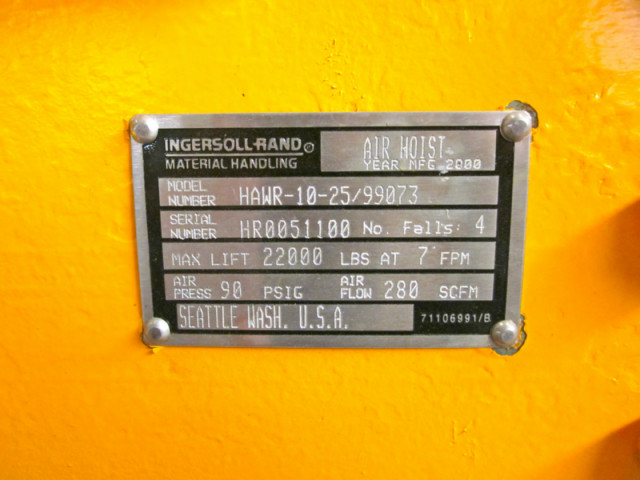 INGERSOLL-RAND®
MATERIAL HANDLING
AIR HOIST
YEAR MFG 2000
MODEL NUMBER HAWR-10-25/99073
SERIAL NUMBER HR0051100 No. Falls: 4
MAX LIFT 22000 LBS AT 7 FPM
AIR PRESS 90 PSIG AIR FLOW 280 SCFM
SEATTLE WASH. U.S.A.
71106991/B